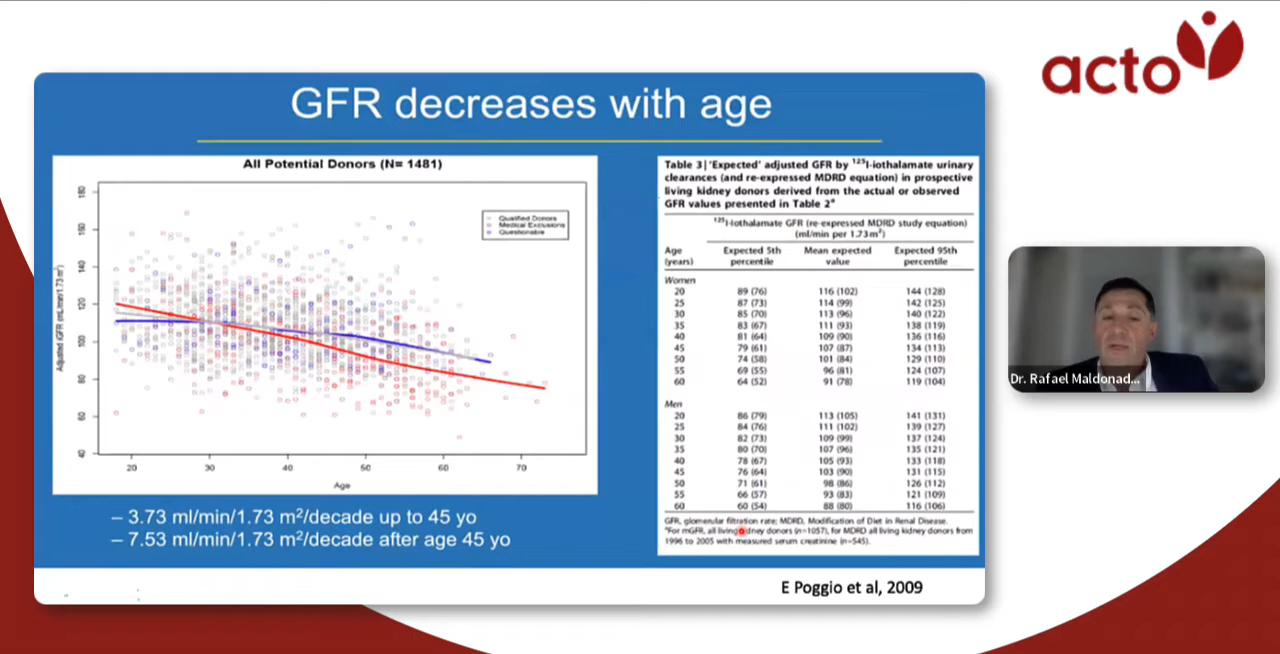 acto
GFR decreases with age
All Potential Donors (N= 1481)
Qualified Donors
Medical Exclusions
Questionable
Adjusted iGFR (mL/min/1.73 m²)
180
160
140
120
100
80
60
40
20 30 40 50 60 70
Age
– 3.73 ml/min/1.73 m²/decade up to 45 yo
– 7.53 ml/min/1.73 m²/decade after age 45 yo
Table 3| 'Expected' adjusted GFR by ¹²⁵I-iothalamate urinary
clearances (and re-expressed MDRD equation) in prospective
living kidney donors derived from the actual or observed
GFR values presented in Table 2ᵃ
¹²⁵I-Iothalamate GFR (re-expressed MDRD study equation)
(ml/min per 1.73 m²)
Age Expected 5th Mean expected Expected 95th
(years) percentile value percentile
Women
20 89 (76) 116 (102) 144 (128)
25 87 (73) 114 (99) 142 (125)
30 85 (70) 113 (96) 140 (122)
35 83 (67) 111 (93) 138 (119)
40 81 (64) 109 (90) 136 (116)
45 79 (61) 107 (87) 134 (113)
50 74 (58) 101 (84) 129 (110)
55 69 (55) 96 (81) 124 (107)
60 64 (52) 91 (78) 119 (104)
Men
20 86 (79) 113 (105) 141 (131)
25 84 (76) 111 (102) 139 (127)
30 82 (73) 109 (99) 137 (124)
35 80 (70) 107 (96) 135 (121)
40 78 (67) 105 (93) 133 (118)
45 76 (64) 103 (90) 131 (115)
50 71 (61) 98 (86) 126 (112)
55 66 (57) 93 (83) 121 (109)
60 60 (54) 88 (80) 116 (106)
GFR, glomerular filtration rate; MDRD, Modification of Diet in Renal Disease.
ᵃFor mGFR, all living kidney donors (n=1057), for MDRD all living kidney donors from
1996 to 2005 with measured serum creatinine (n=545).
E Poggio et al, 2009
Dr. Rafael Maldonad...